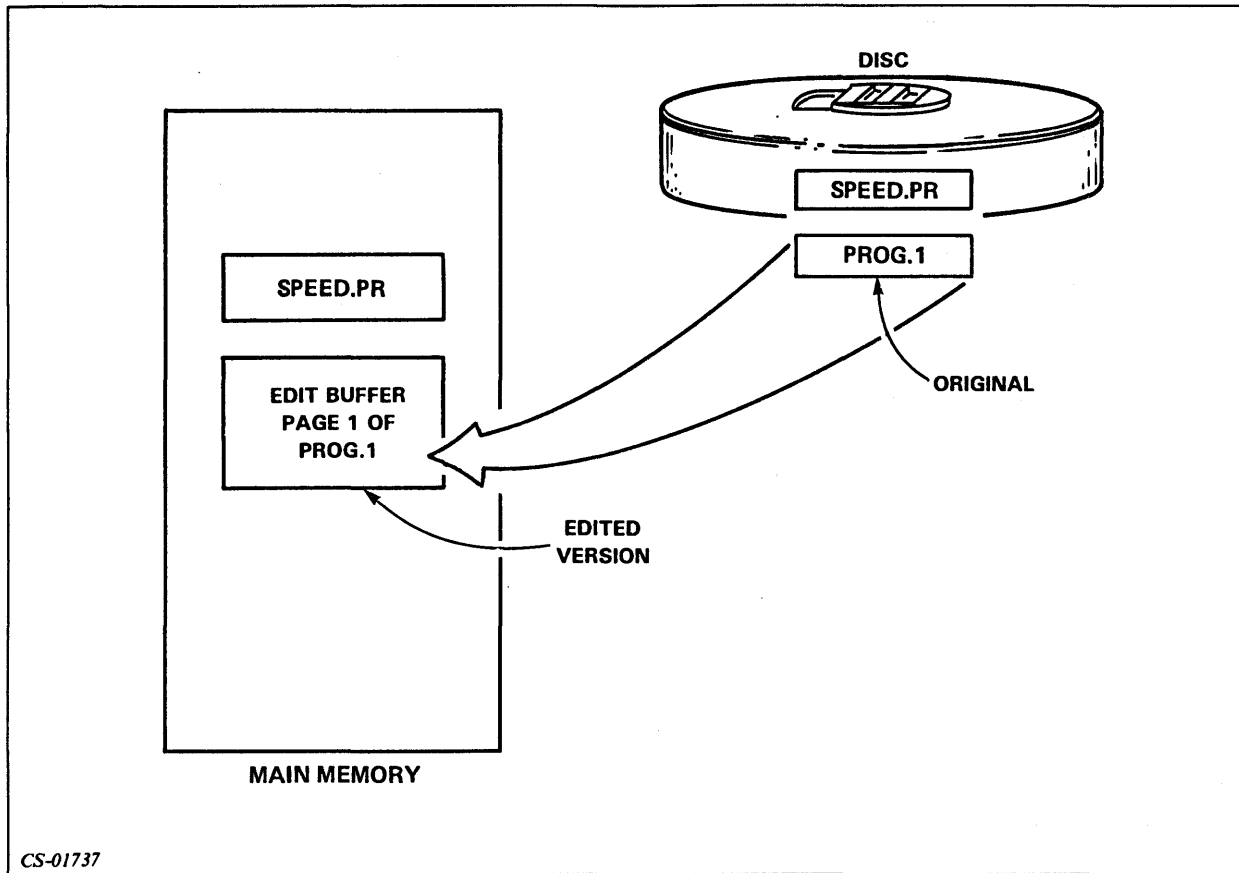 DISC
SPEED.PR
PROG.1
ORIGINAL
SPEED.PR
EDIT BUFFER
PAGE 1 OF
PROG.1
EDITED
VERSION
MAIN MEMORY
CS-01737